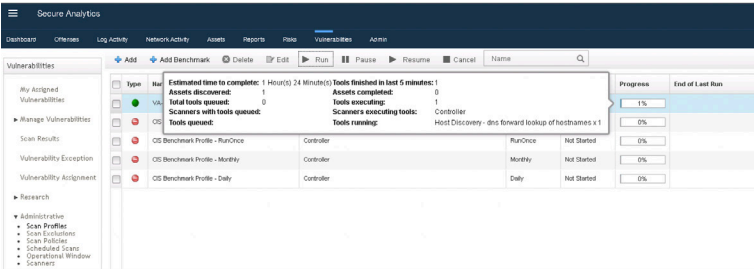 Secure Analytics
Dashboard Offenses Log Activity Network Activity Assets Reports Risks Vulnerabilities Admin
Vulnerabilities
Add Add Benchmark Delete Edit Run Pause Resume Cancel Name
My Assigned
Vulnerabilities
Manage Vulnerabilities
Scan Results
Vulnerability Exception
Vulnerability Assignment
Research
Administrative
Scan Profiles
Scan Exclusions
Scan Policies
Scheduled Scans
Operational Window
Scanners
Type Progress End of Last Run
VA- 1%
Estimated time to complete: 1 Hour(s) 24 Minute(s) Tools finished in last 5 minutes: 1
Assets discovered: 1 Assets completed: 0
Total tools queued: 0 Tools executing: 1
Scanners with tools queued: Scanners executing tools: Controller
Tools queued: Tools running: Host Discovery - dns forward lookup of hostnames x 1
CIS 0%
CIS Benchmark Profile - RunOnce Controller RunOnce Not Started 0%
CIS Benchmark Profile - Monthly Controller Monthly Not Started 0%
CIS Benchmark Profile - Daily Controller Daily Not Started 0%